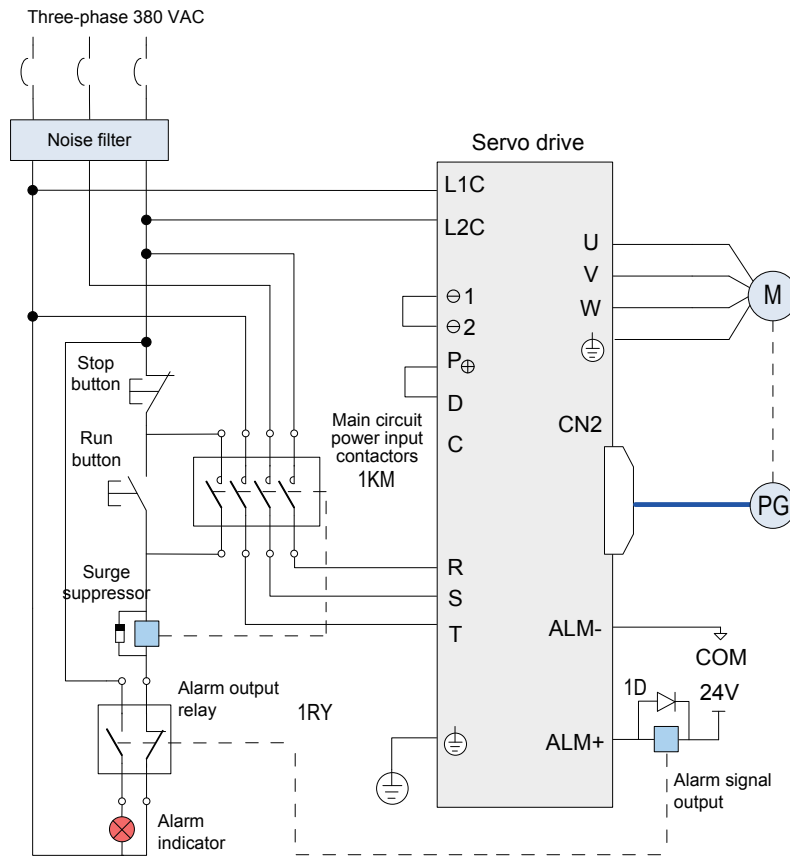 Three-phase 380 VAC
Noise filter
Servo drive
L1C
L2C
U
V
W
M
⊖1
⊖2
P⊕
D
C
CN2
Stop
button
Run
button
Main circuit
power input
contactors
1KM
PG
Surge
suppressor
R
S
T
ALM-
COM
1D
24V
ALM+
Alarm output
relay
1RY
Alarm signal
output
Alarm
indicator